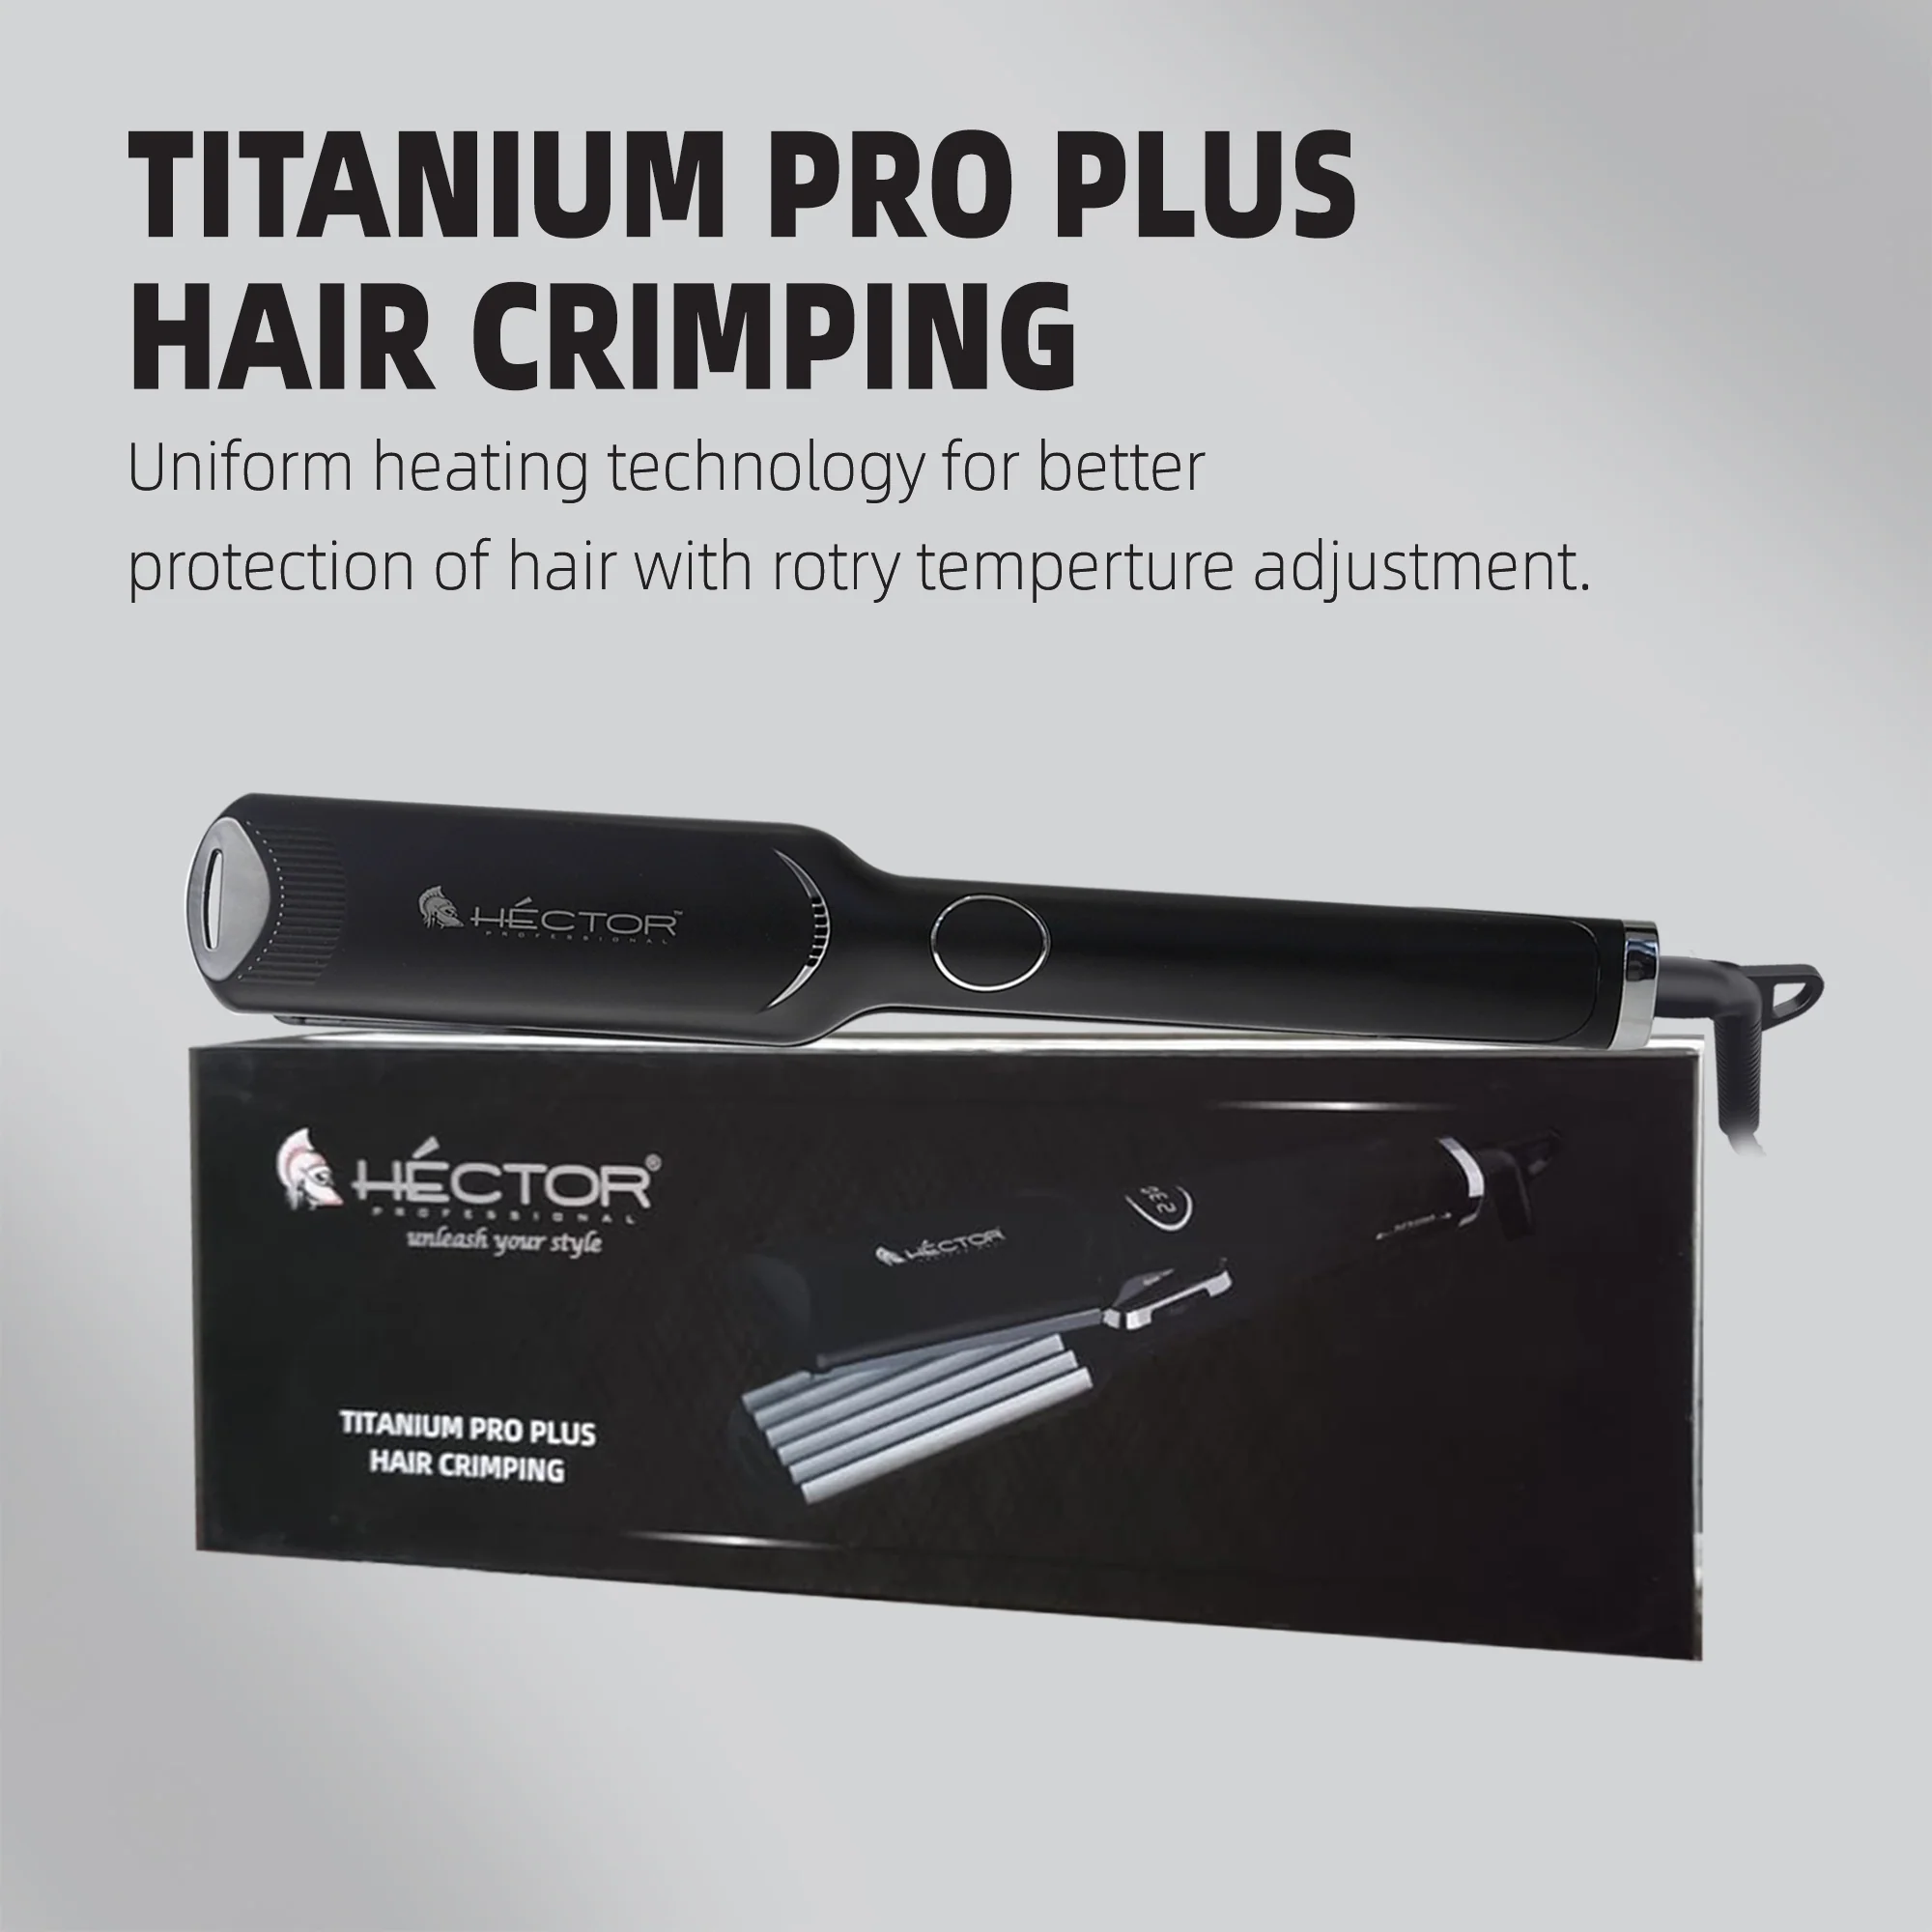 TITANIUM PRO PLUS
HAIR CRIMPING
Uniform heating technology for better
protection of hair with rotry temperture adjustment.
HÉCTOR™
PROFESSIONAL
HÉCTOR®
PROFESSIONAL
unleash your style
HÉCTOR
TITANIUM PRO PLUS
HAIR CRIMPING